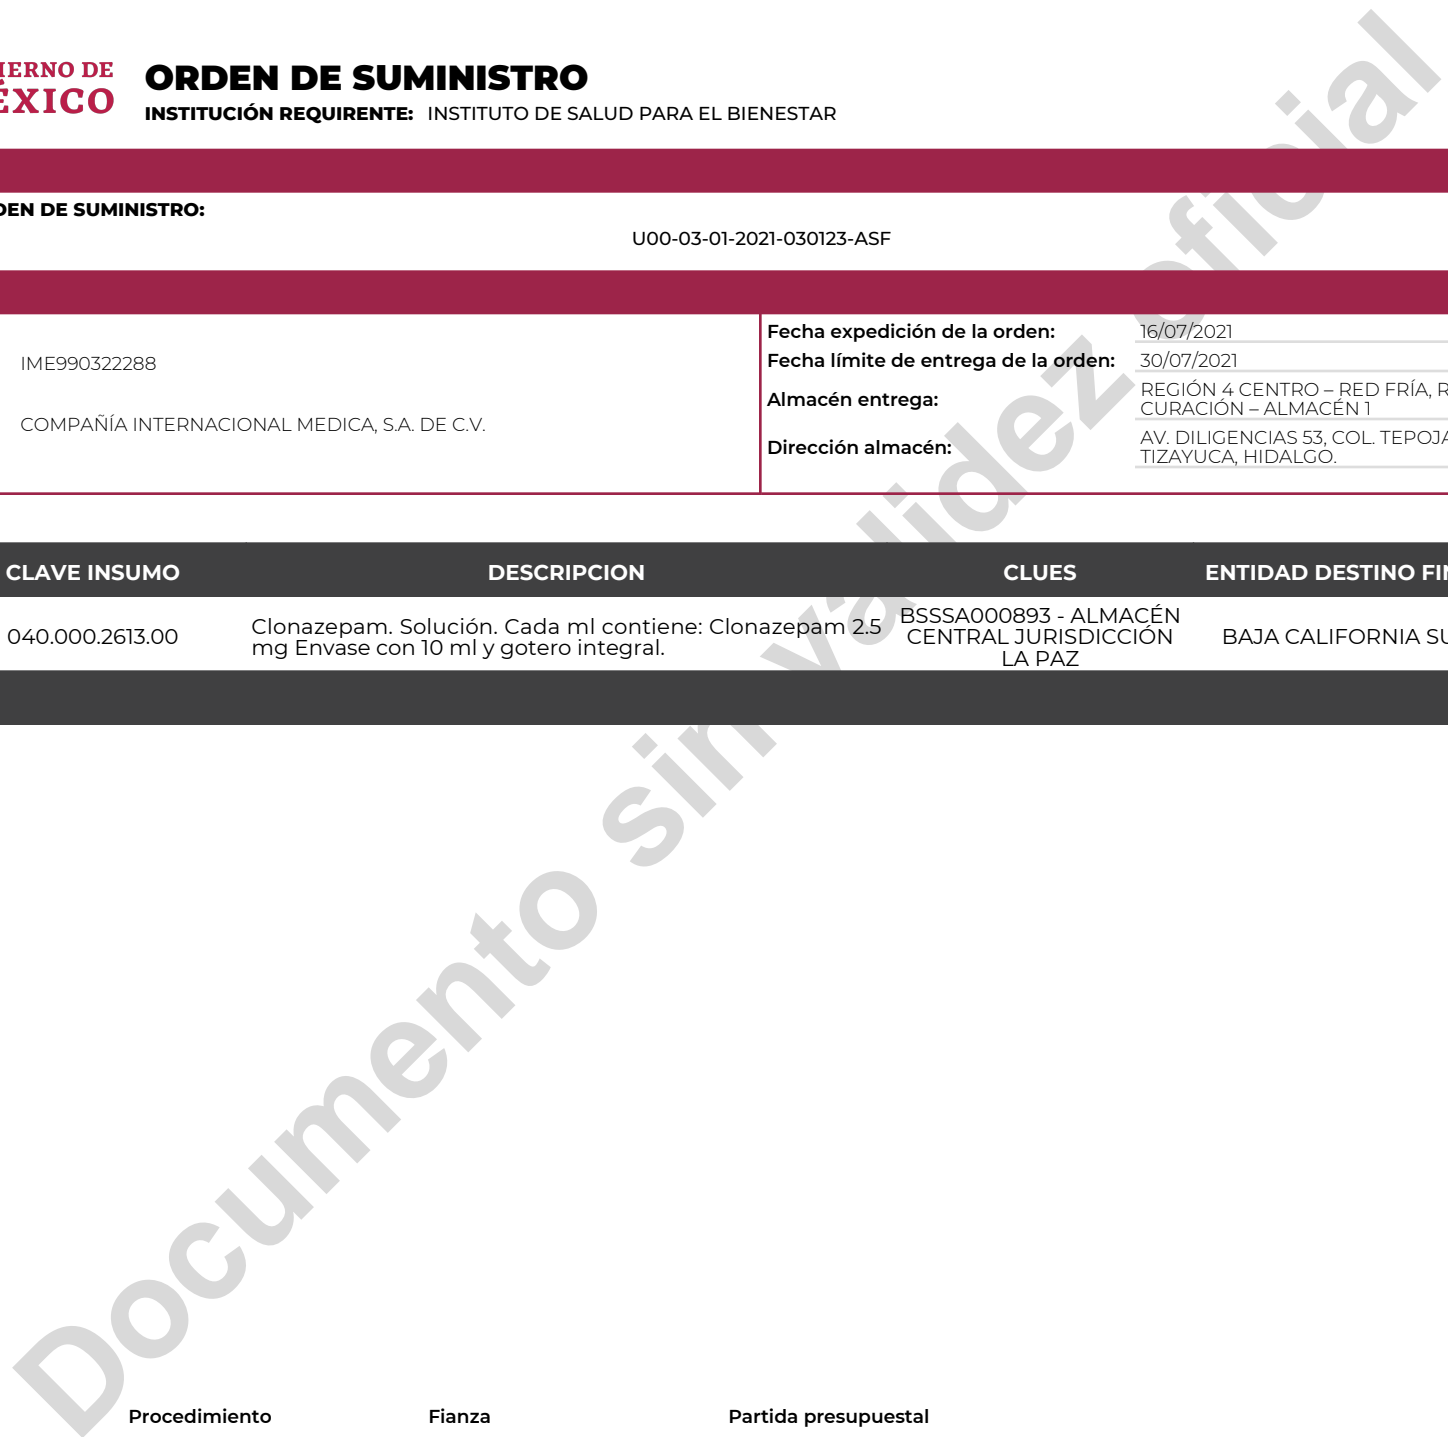 IERNO DE
ÉXICO
ORDEN DE SUMINISTRO
INSTITUCIÓN REQUIRENTE: INSTITUTO DE SALUD PARA EL BIENESTAR
DEN DE SUMINISTRO:
U00-03-01-2021-030123-ASF
IME990322288
COMPAÑÍA INTERNACIONAL MEDICA, S.A. DE C.V.
Fecha expedición de la orden: 16/07/2021
Fecha límite de entrega de la orden: 30/07/2021
Almacén entrega: REGIÓN 4 CENTRO – RED FRÍA, R
CURACIÓN – ALMACÉN 1
Dirección almacén: AV. DILIGENCIAS 53, COL. TEPOJA
TIZAYUCA, HIDALGO.
CLAVE INSUMO DESCRIPCION CLUES ENTIDAD DESTINO FIN
040.000.2613.00
Clonazepam. Solución. Cada ml contiene: Clonazepam 2.5
mg Envase con 10 ml y gotero integral.
BSSSA000893 - ALMACÉN
CENTRAL JURISDICCIÓN
LA PAZ
BAJA CALIFORNIA SU
Documento sin validez oficial
Procedimiento Fianza Partida presupuestal